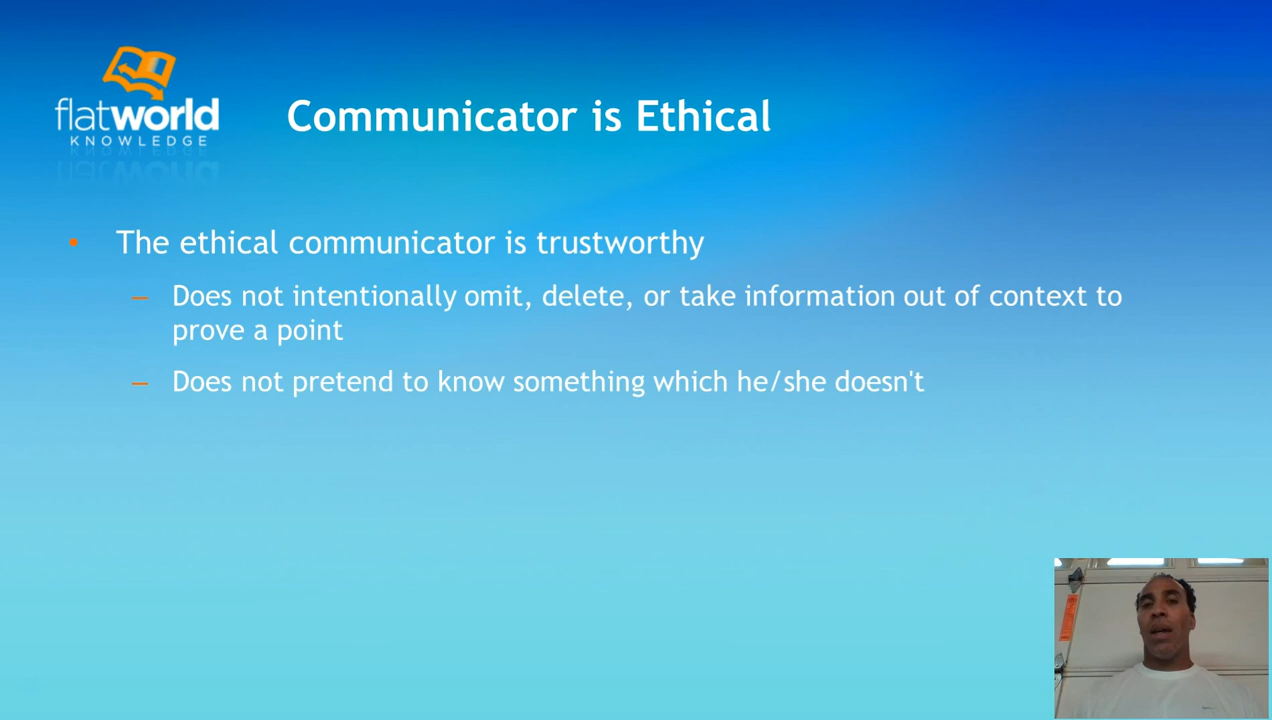 flatworld
KNOWLEDGE
Communicator is Ethical
• The ethical communicator is trustworthy
– Does not intentionally omit, delete, or take information out of context to
prove a point
– Does not pretend to know something which he/she doesn't